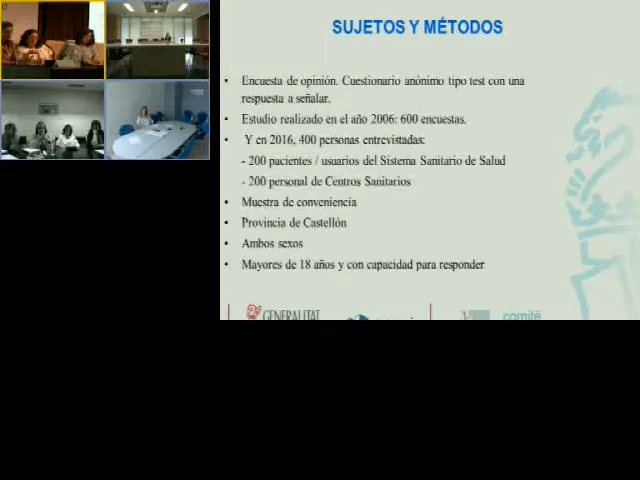 SUJETOS Y MÉTODOS
• Encuesta de opinión. Cuestionario anónimo tipo test con una
respuesta a señalar.
• Estudio realizado en el año 2006: 600 encuestas.
• Y en 2016, 400 personas entrevistadas:
- 200 pacientes / usuarios del Sistema Sanitario de Salud
- 200 personal de Centros Sanitarios
• Muestra de conveniencia
• Provincia de Castellón
• Ambos sexos
• Mayores de 18 años y con capacidad para responder
GENERALITAT
comité